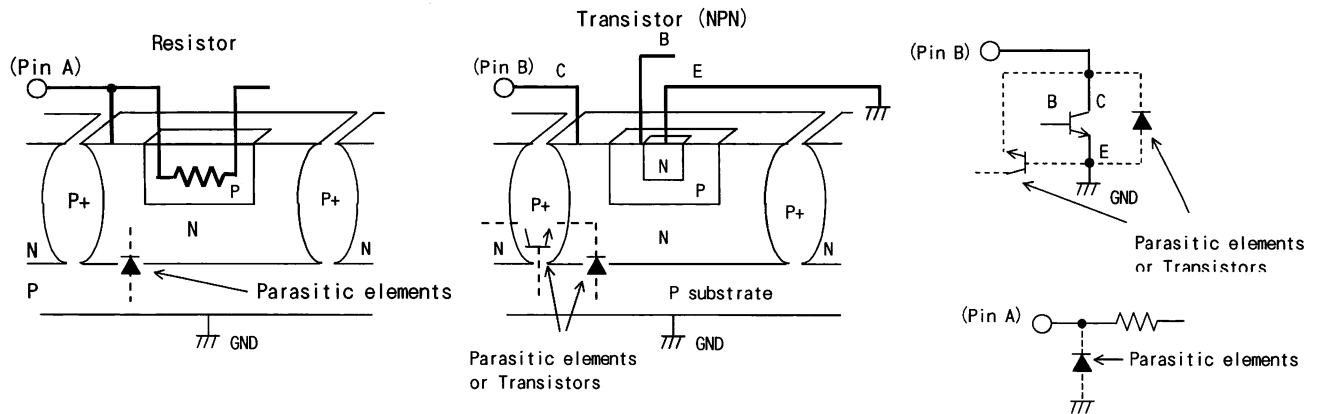 Resistor
(Pin A)
P+
P
P+
N
N
N
P
Parasitic elements
GND
Transistor (NPN)
B
(Pin B)
C
E
N
P+
P
P+
N
N
N
P substrate
GND
Parasitic elements
or Transistors
(Pin B)
B
C
E
GND
Parasitic elements
or Transistors
(Pin A)
Parasitic elements